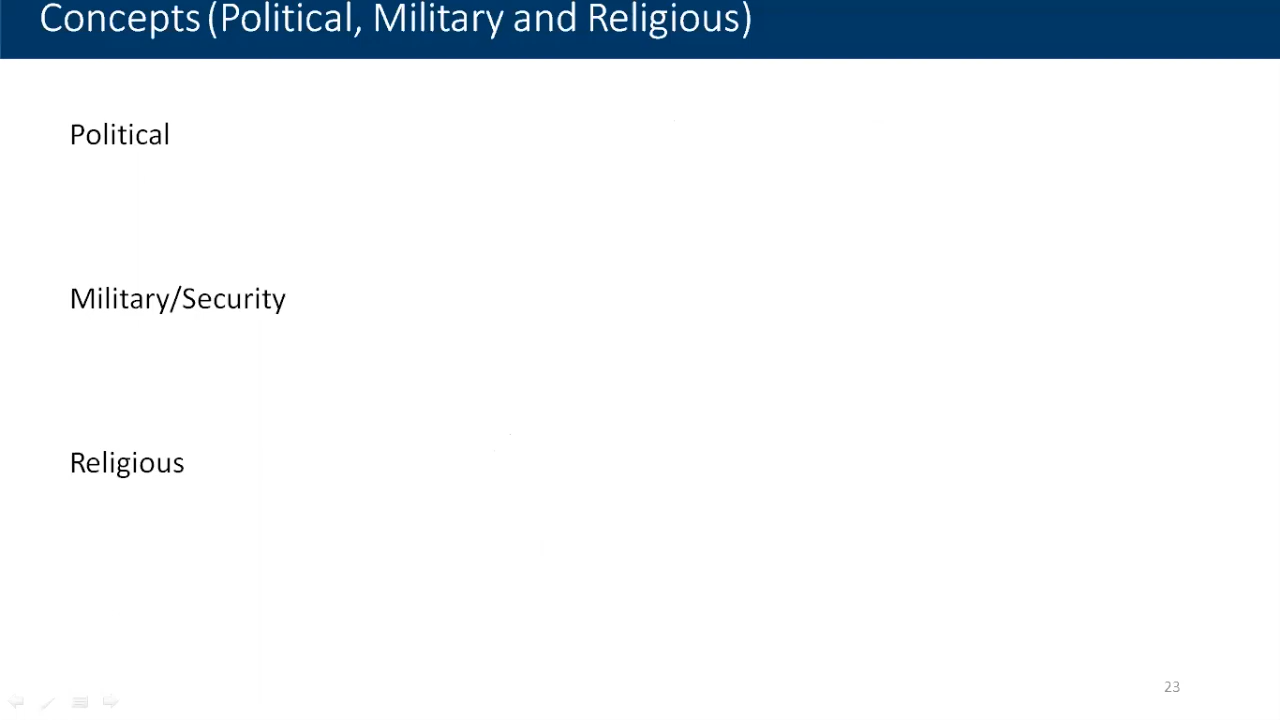 Concepts (Political, Military and Religious)
Political
Military/Security
Religious
23